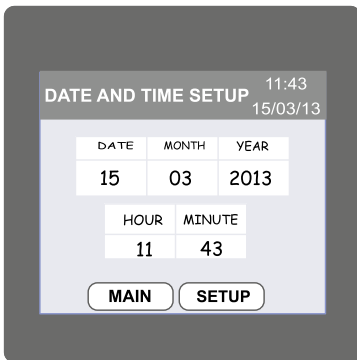 DATE AND TIME SETUP
11:43
15/03/13
DATE MONTH YEAR
15 03 2013
HOUR MINUTE
11 43
MAIN SETUP